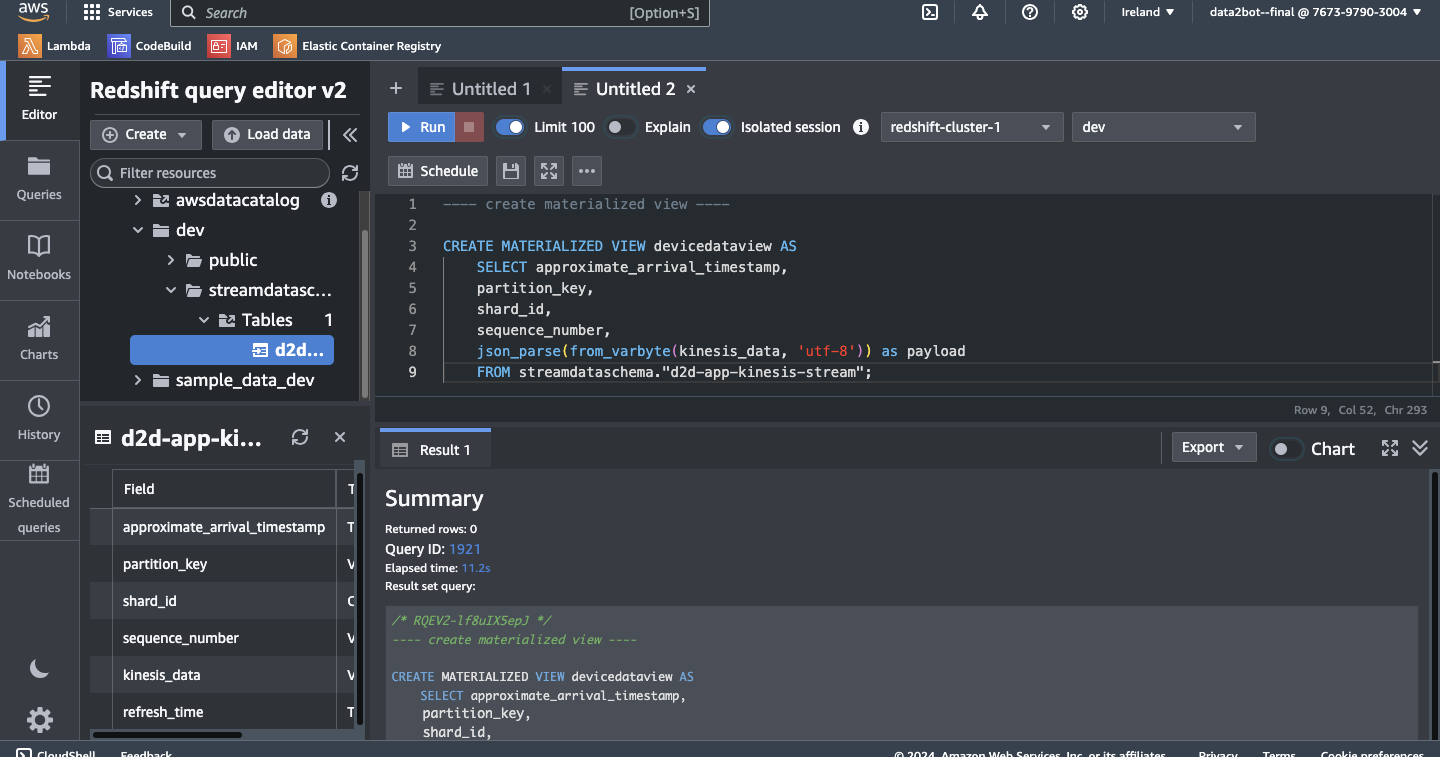 aws
Services
Search
[Option+S]
Ireland
data2bot--final @ 7673-9790-3004
Lambda
CodeBuild
IAM
Elastic Container Registry
Editor
Queries
Notebooks
Charts
History
Scheduled
queries
Redshift query editor v2
Create
Load data
Filter resources
awsdatacatalog
dev
public
streamdatasc...
Tables 1
d2d...
sample_data_dev
d2d-app-ki...
Field
approximate_arrival_timestamp
partition_key
shard_id
sequence_number
kinesis_data
refresh_time
Untitled 1
Untitled 2
Run
Limit 100
Explain
Isolated session
redshift-cluster-1
dev
Schedule
1 ---- create materialized view ----
2
3 CREATE MATERIALIZED VIEW devicedataview AS
4 SELECT approximate_arrival_timestamp,
5 partition_key,
6 shard_id,
7 sequence_number,
8 json_parse(from_varbyte(kinesis_data, 'utf-8')) as payload
9 FROM streamdataschema."d2d-app-kinesis-stream";
Row 9, Col 52, Chr 293
Result 1
Export
Chart
Summary
Returned rows: 0
Query ID: 1921
Elapsed time: 11.2s
Result set query:
/* RQEV2-lf8uIX5epJ */
---- create materialized view ----
CREATE MATERIALIZED VIEW devicedataview AS
SELECT approximate_arrival_timestamp,
partition_key,
shard_id,
CloudShell
Feedback
© 2024, Amazon Web Services, Inc. or its affiliates.
Privacy
Terms
Cookie preferences